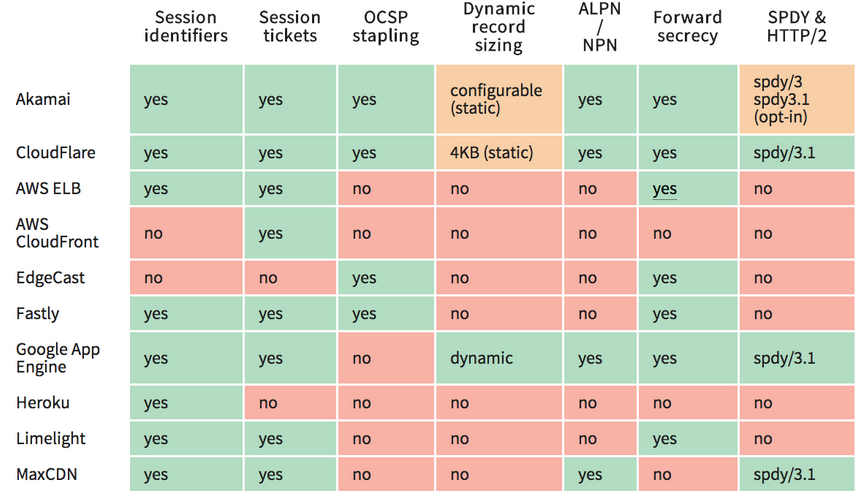 Session identifiers Session tickets OCSP stapling Dynamic record sizing ALPN / NPN Forward secrecy SPDY & HTTP/2
Akamai yes yes yes configurable (static) yes yes spdy/3 spdy3.1 (opt-in)
CloudFlare yes yes yes 4KB (static) yes yes spdy/3.1
AWS ELB yes yes no no no yes no
AWS CloudFront no yes no no no no no
EdgeCast no no yes no no yes no
Fastly yes yes yes no no yes no
Google App Engine yes yes no dynamic yes yes spdy/3.1
Heroku yes no no no no no no
Limelight yes yes no no no yes no
MaxCDN yes yes no no yes no spdy/3.1